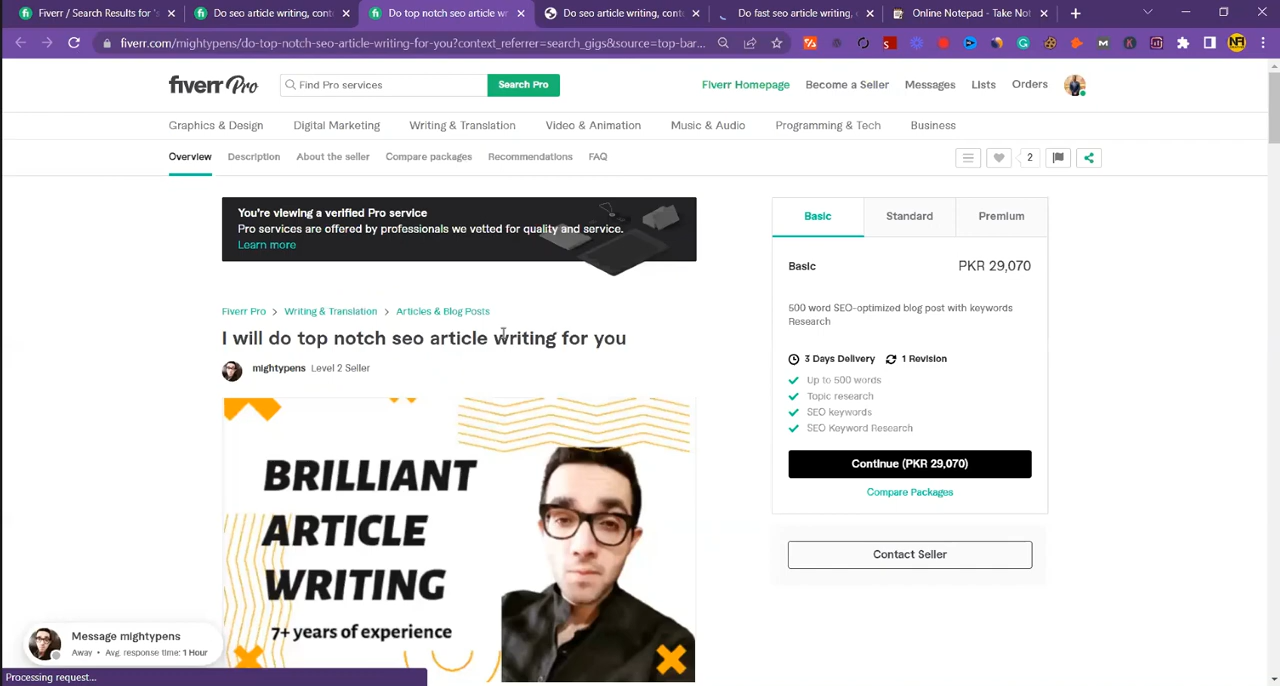 Fiverr / Search Results for 's
Do seo article writing, cont
Do top notch seo article wr
Do seo article writing, cont
Do fast seo article writing,
Online Notepad - Take Not
fiverr.com/mightypens/do-top-notch-seo-article-writing-for-you?context_referrer=search_gigs&source=top-bar...
fiverr Pro
Find Pro services
Search Pro
Fiverr Homepage
Become a Seller
Messages
Lists
Orders
Graphics & Design
Digital Marketing
Writing & Translation
Video & Animation
Music & Audio
Programming & Tech
Business
Overview
Description
About the seller
Compare packages
Recommendations
FAQ
2
You're viewing a verified Pro service
Pro services are offered by professionals we vetted for quality and service.
Learn more
Fiverr Pro > Writing & Translation > Articles & Blog Posts
I will do top notch seo article writing for you
mightypens Level 2 Seller
BRILLIANT
ARTICLE
WRITING
7+ years of experience
Basic
Standard
Premium
Basic
PKR 29,070
500 word SEO-optimized blog post with keywords
Research
3 Days Delivery
1 Revision
Up to 500 words
Topic research
SEO keywords
SEO Keyword Research
Continue (PKR 29,070)
Compare Packages
Contact Seller
Message mightypens
Away • Avg. response time: 1 Hour
Processing request...